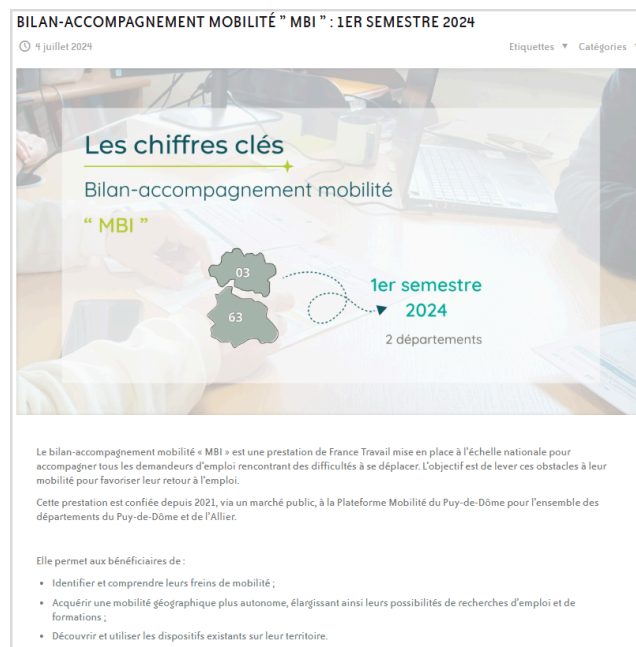 BILAN-ACCOMPAGNEMENT MOBILITÉ ” MBI ” : 1ER SEMESTRE 2024
4 juillet 2024
Etiquettes ▼ Catégories
Les chiffres clés
Bilan-accompagnement mobilité
“ MBI ”
03
63
1er semestre
2024
2 départements
Le bilan-accompagnement mobilité « MBI » est une prestation de France Travail mise en place à l'échelle nationale pour
accompagner tous les demandeurs d'emploi rencontrant des difficultés à se déplacer. L'objectif est de lever ces obstacles à leur
mobilité pour favoriser leur retour à l'emploi.
Cette prestation est confiée depuis 2021, via un marché public, à la Plateforme Mobilité du Puy-de-Dôme pour l'ensemble des
départements du Puy-de-Dôme et de l'Allier.
Elle permet aux bénéficiaires de :
• Identifier et comprendre leurs freins de mobilité ;
• Acquérir une mobilité géographique plus autonome, élargissant ainsi leurs possibilités de recherches d'emploi et de
formations ;
• Découvrir et utiliser les dispositifs existants sur leur territoire.